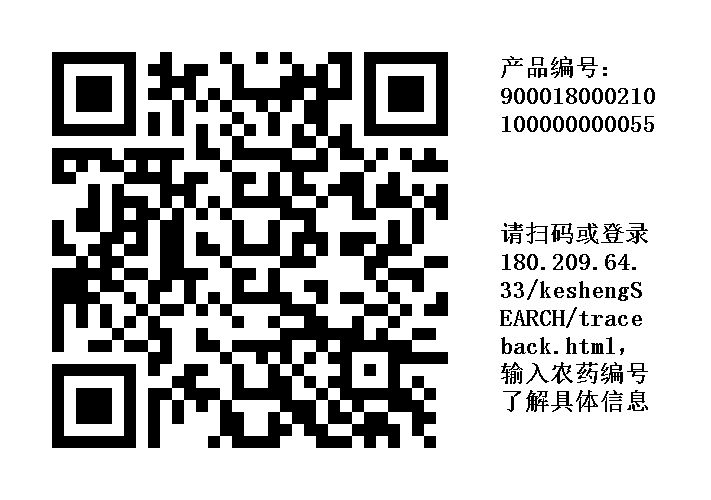 产品编号：
900018000210
100000000055
请扫码或登录
180.209.64.
33/keshengS
EARCH/trace
back.html，
输入农药编号
了解具体信息